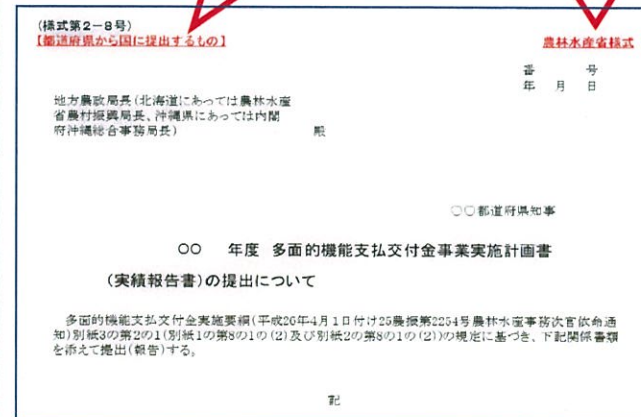 (様式第2-8号)
【都道府県から国に提出するもの】
農林水産省様式
番 号
年 月 日
地方農政局長(北海道にあっては農林水産
省農村振興局長、沖縄県にあっては内閣
府沖縄総合事務局長) 殿
○○都道府県知事
○○ 年度 多面的機能支払交付金事業実施計画書
(実績報告書)の提出について
多面的機能支払交付金実施要綱(平成26年4月1日付け25農振第2254号農林水産事務次官依命通
知)別紙3の第2の1(別紙1の第8の1の(2)及び別紙2の第8の1の(2))の規定に基づき、下記関係書類
を添えて提出(報告)する。
記